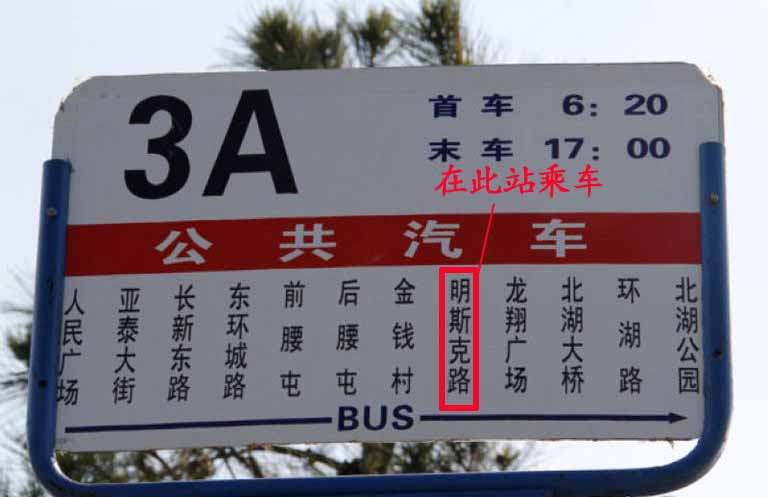 3A
首车 6:20
末车 17:00
在此站乘车
公共汽车
人民广场
亚泰大街
长新东路
东环城路
前腰屯
后腰屯
金钱村
明斯克路
龙翔广场
北湖大桥
环湖路
北湖公园
BUS